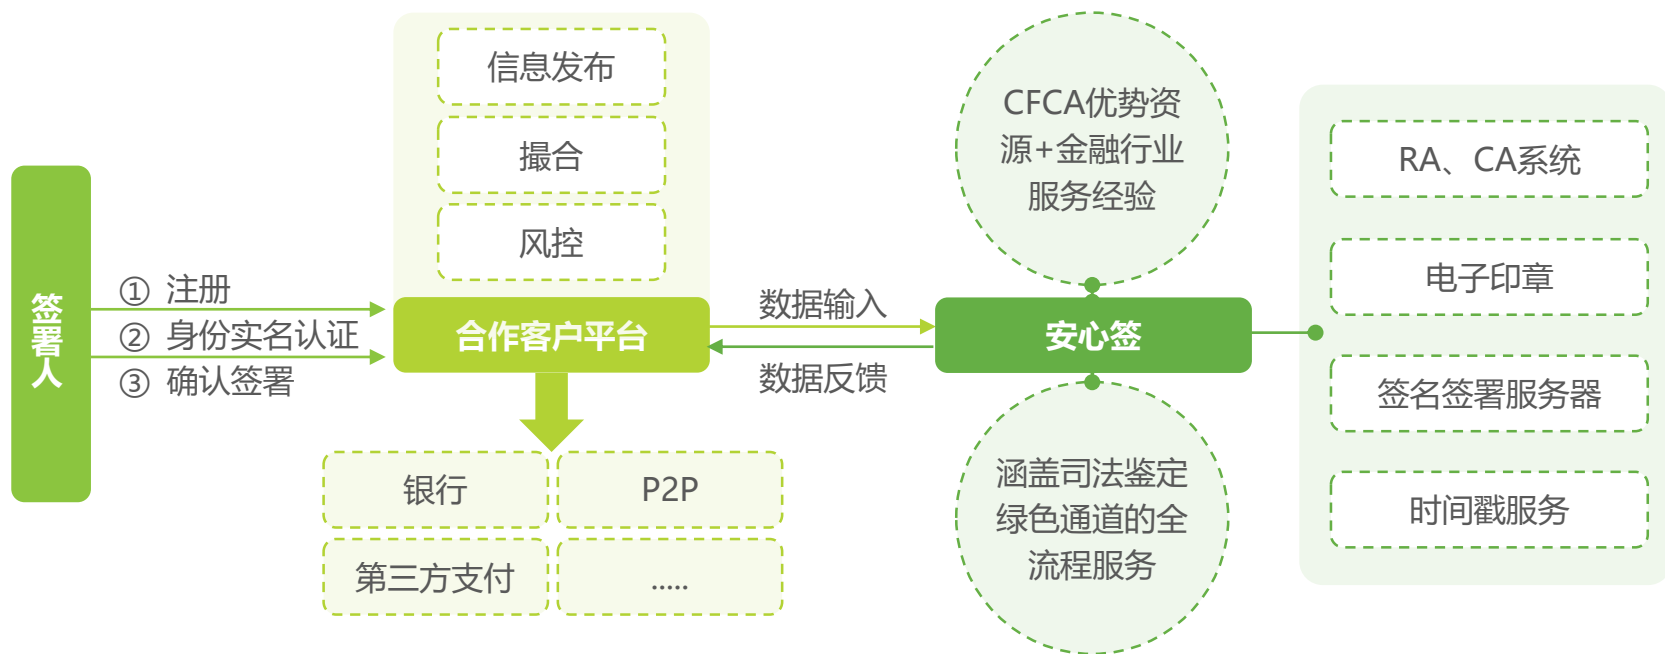 签署人
① 注册
② 身份实名认证
③ 确认签署
信息发布
撮合
风控
合作客户平台
银行
P2P
第三方支付
.....
数据输入
数据反馈
CFCA优势资
源+金融行业
服务经验
安心签
涵盖司法鉴定
绿色通道的全
流程服务
RA、CA系统
电子印章
签名签署服务器
时间戳服务